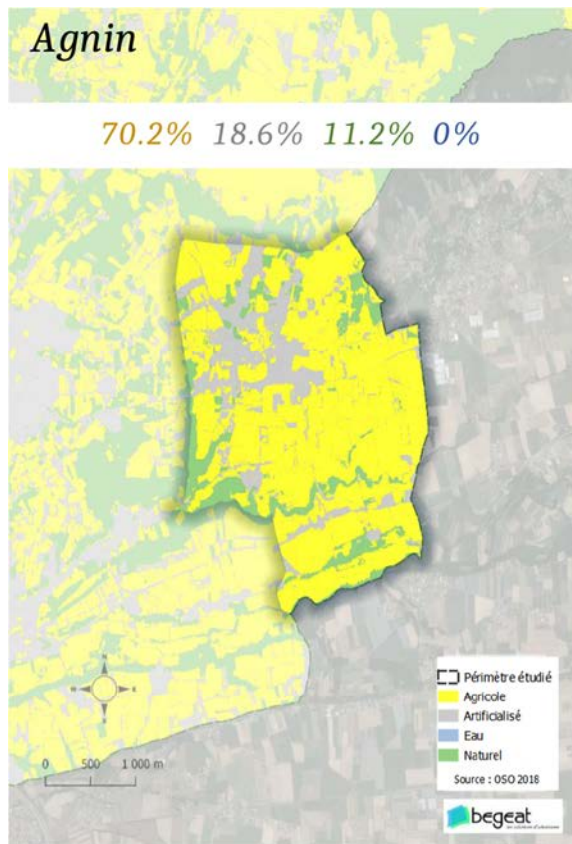 Agnin
70.2% 18.6% 11.2% 0%
N
E
S
0 500 1 000 m
Périmètre étudié
Agricole
Artificialisé
Eau
Naturel
Source : OSO 2018
begeat